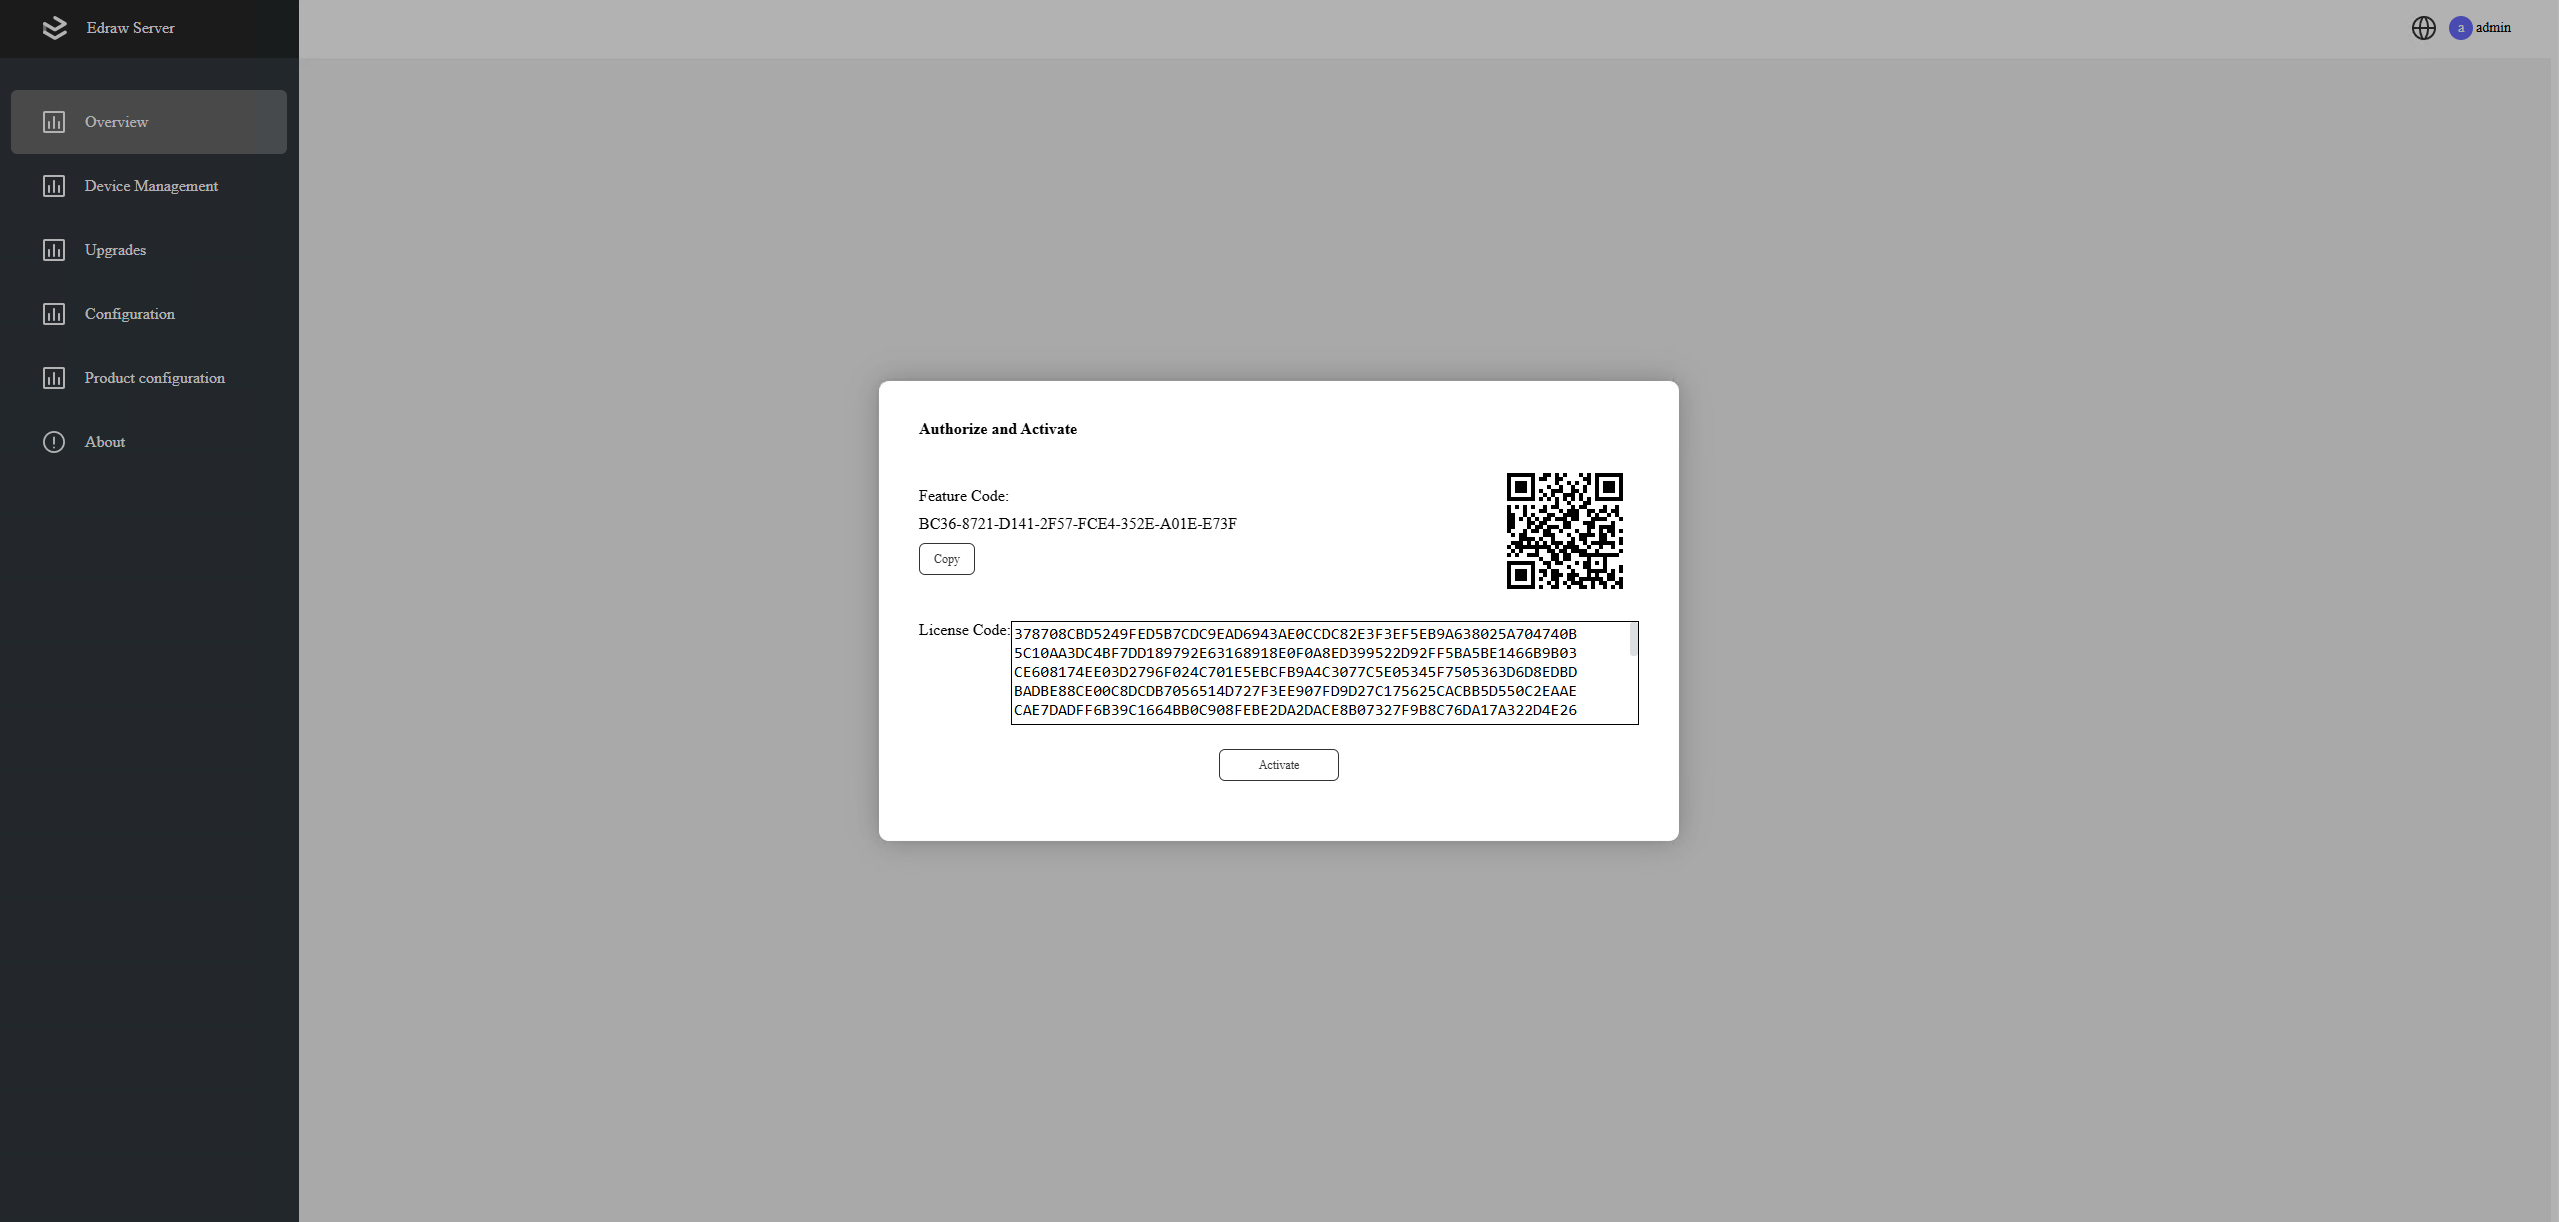 Edraw Server
a admin
Overview
Device Management
Upgrades
Configuration
Product configuration
About
Authorize and Activate
Feature Code:
BC36-8721-D141-2F57-FCE4-352E-A01E-E73F
Copy
License Code:
378708CBD5249FED5B7CDC9EAD6943AE0CCDC82E3F3EF5EB9A638025A704740B
5C10AA3DC4BF7DD189792E63168918E0F0A8ED399522D92FF5BA5BE1466B9B03
CE608174EE03D2796F024C701E5EBCFB9A4C3077C5E05345F7505363D6D8EDBD
BADBE88CE00C8DCDB7056514D727F3EE907FD9D27C175625CACBB5D550C2EAAE
CAE7DADFF6B39C1664BB0C908FEBE2DA2DACE8B07327F9B8C76DA17A322D4E26
Activate